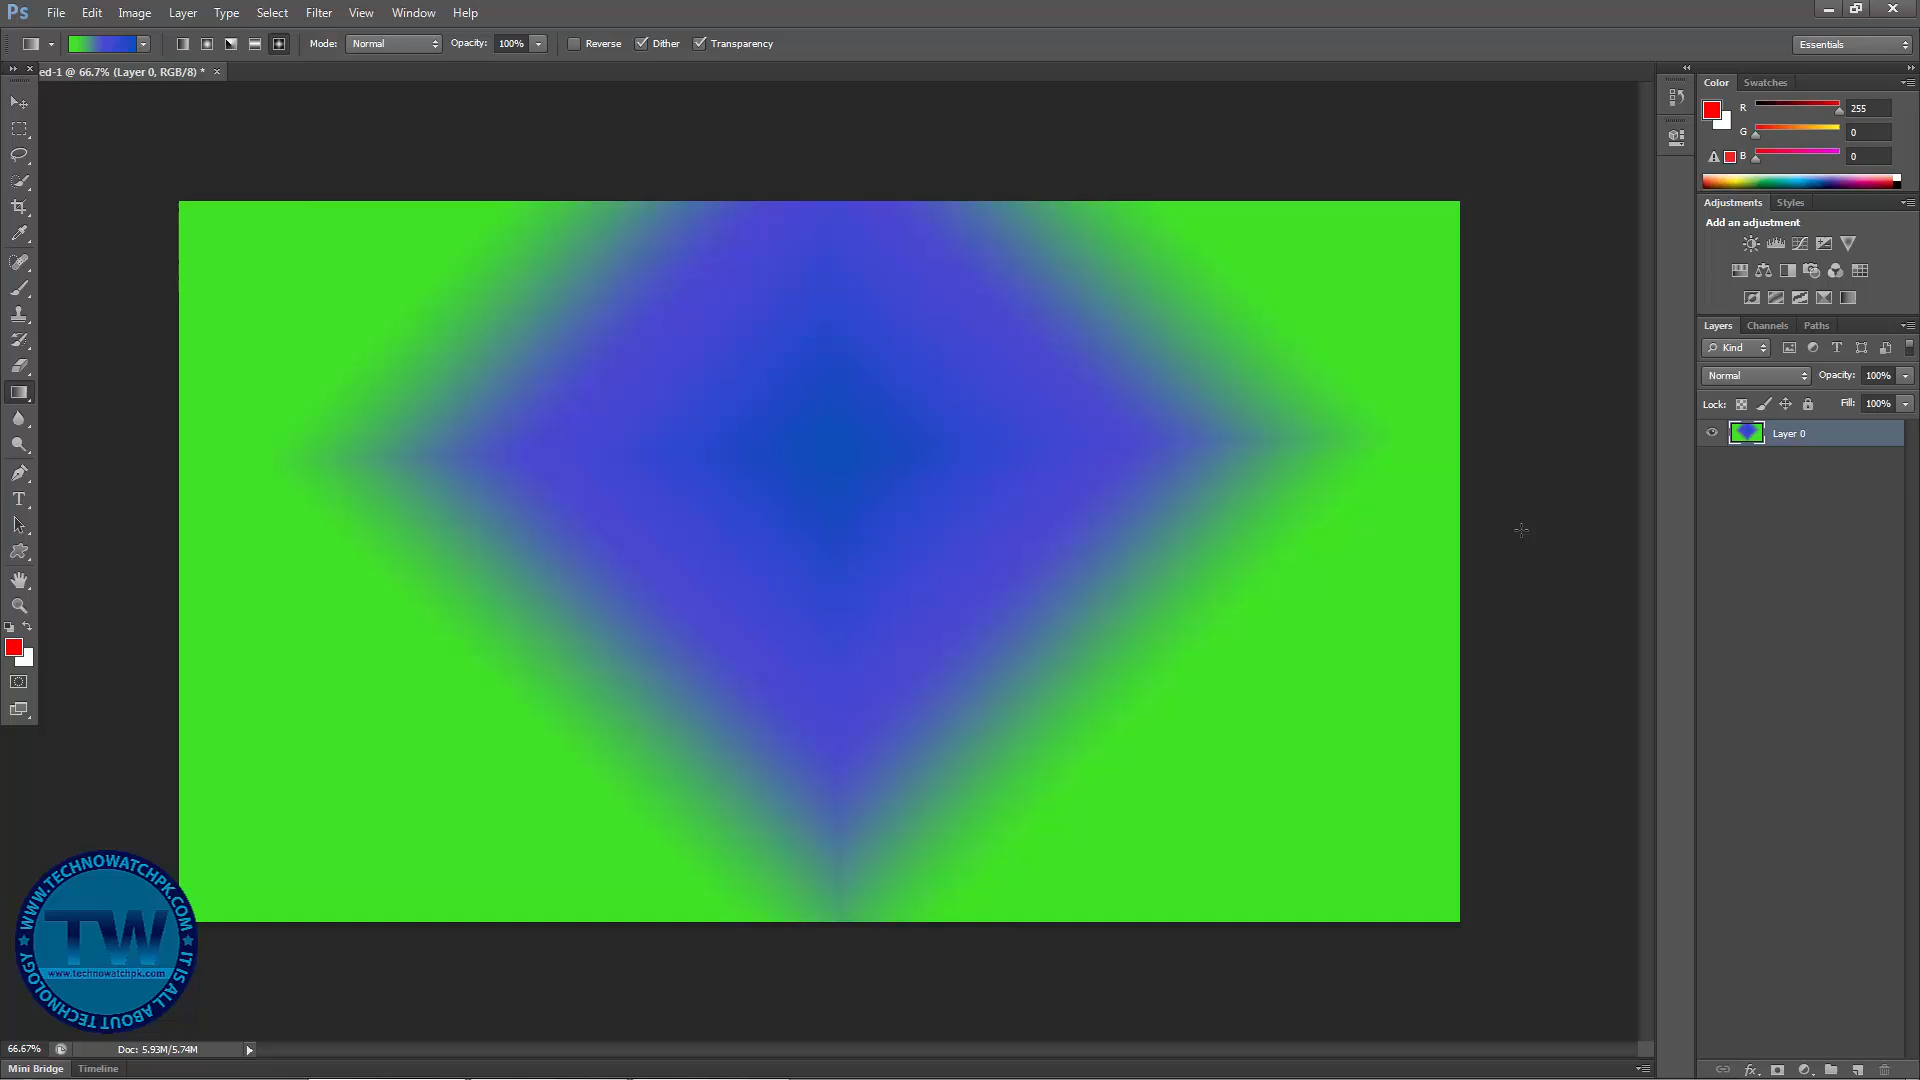 Ps File Edit Image Layer Type Select Filter View Window Help
Mode: Normal Opacity: 100% Reverse Dither Transparency Essentials
ed-1 @ 66.7% (Layer 0, RGB/8) * ×
Color Swatches
R 255
G 0
B 0
Adjustments Styles
Add an adjustment
Layers Channels Paths
Kind
Normal Opacity: 100%
Lock: Fill: 100%
Layer 0
WWW.TECHNOWATCHPK.COM
TW
www.technowatchpk.com
IT IS ALL ABOUT TECHNOLOGY
66.67% Doc: 5.93M/5.74M
Mini Bridge Timeline